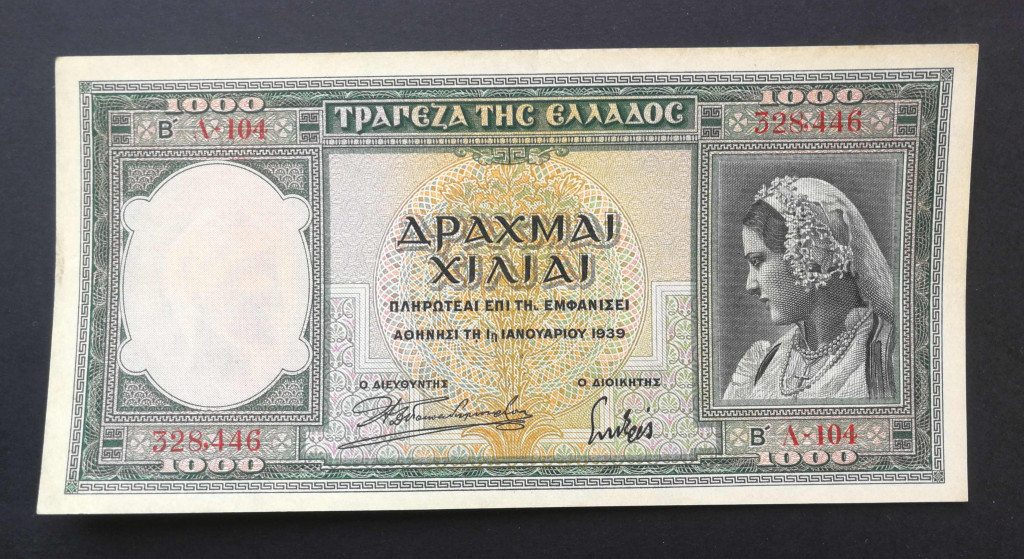 1000
Β΄ Λ·104
ΤΡΑΠΕΖΑ ΤΗΣ ΕΛΛΑΔΟΣ
1000
328,446
ΔΡΑΧΜΑΙ
ΧΙΛΙΑΙ
ΠΛΗΡΩΤΕΑΙ ΕΠΙ ΤΗ. ΕΜΦΑΝΙΣΕΙ
ΑΘΗΝΗΣΙ ΤΗ 1η ΙΑΝΟΥΑΡΙΟΥ 1939
Ο ΔΙΕΥΘΥΝΤΗΣ
Ο ΔΙΟΙΚΗΤΗΣ
328,446
1000
Β΄ Λ·104
1000